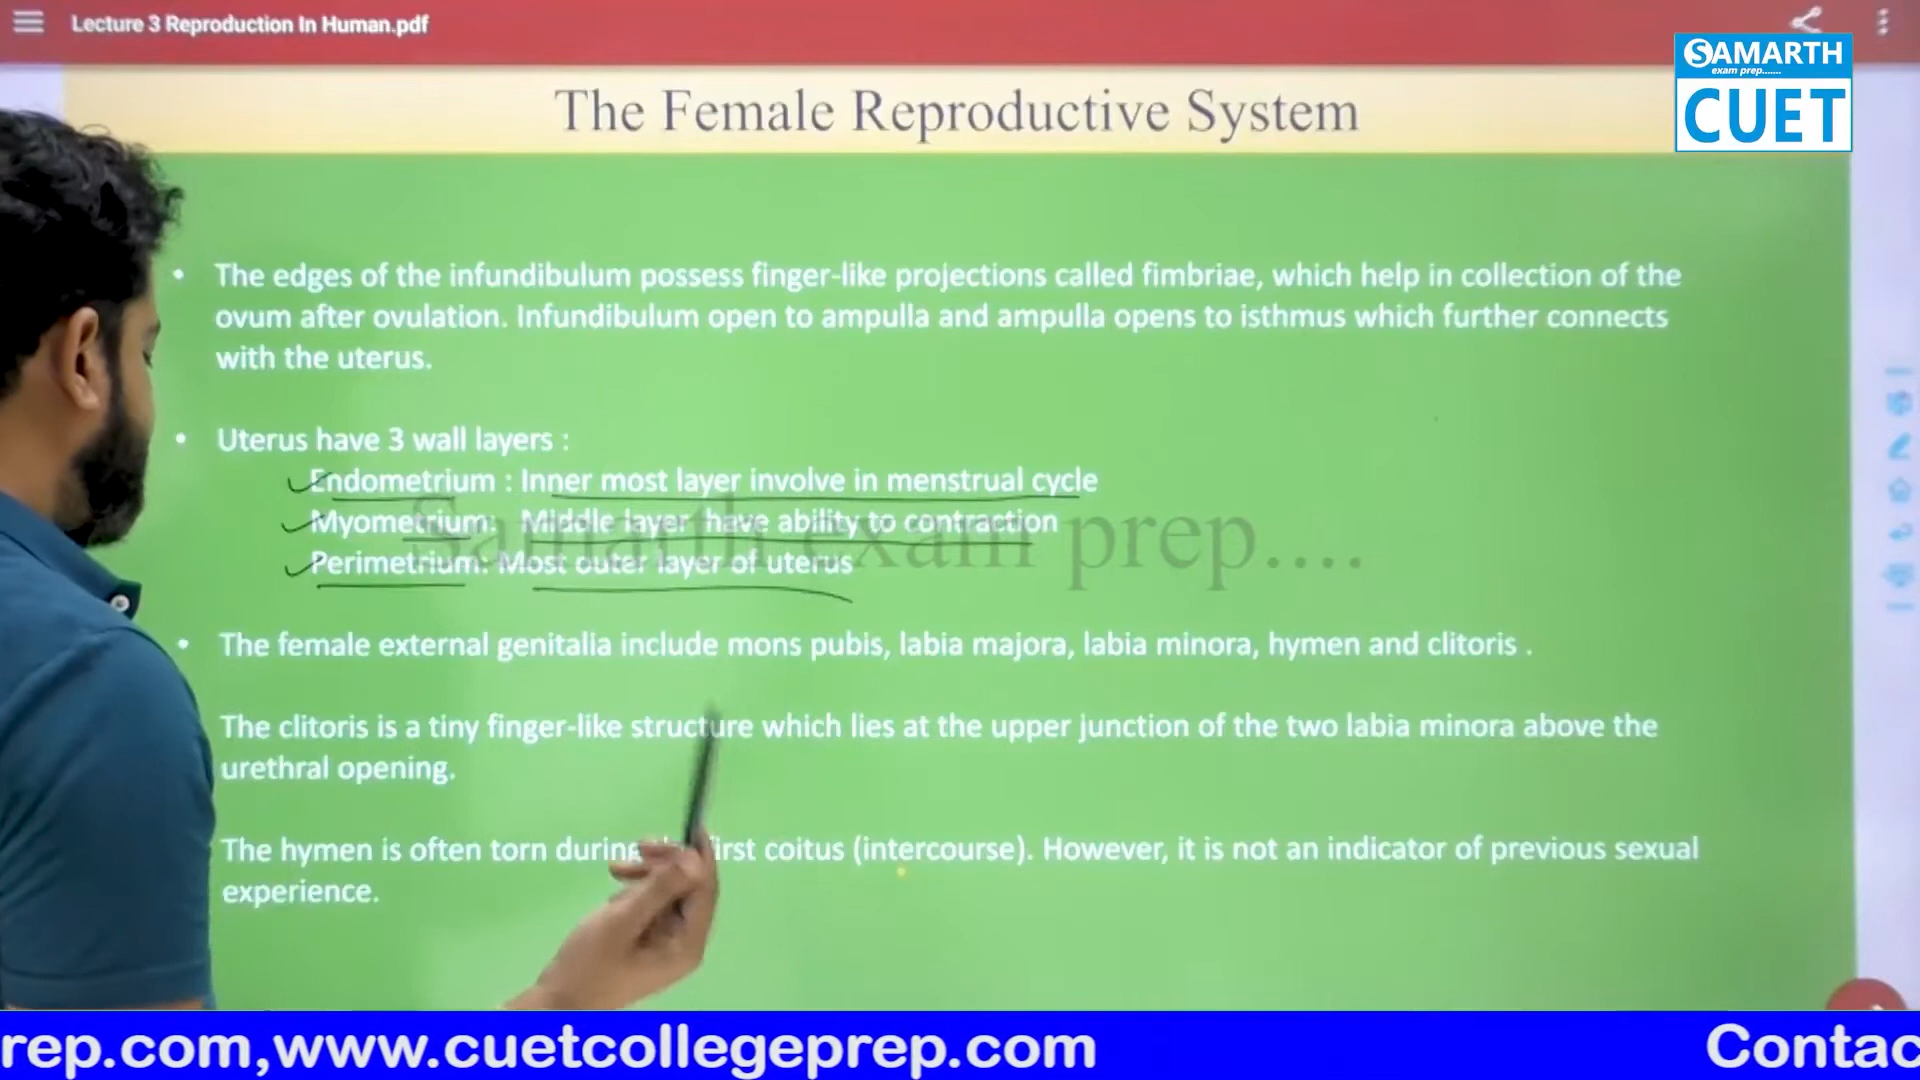 Lecture 3 Reproduction In Human.pdf
SAMARTH
exam prep.......
CUET
The Female Reproductive System
• The edges of the infundibulum possess finger-like projections called fimbriae, which help in collection of the
ovum after ovulation. Infundibulum open to ampulla and ampulla opens to isthmus which further connects
with the uterus.
• Uterus have 3 wall layers :
Endometrium : Inner most layer involve in menstrual cycle
Myometrium: Middle layer have ability to contraction
Perimetrium: Most outer layer of uterus
Samarth exam prep....
• The female external genitalia include mons pubis, labia majora, labia minora, hymen and clitoris .
The clitoris is a tiny finger-like structure which lies at the upper junction of the two labia minora above the
urethral opening.
The hymen is often torn during first coitus (intercourse). However, it is not an indicator of previous sexual
experience.
rep.com,www.cuetcollegeprep.com Contac